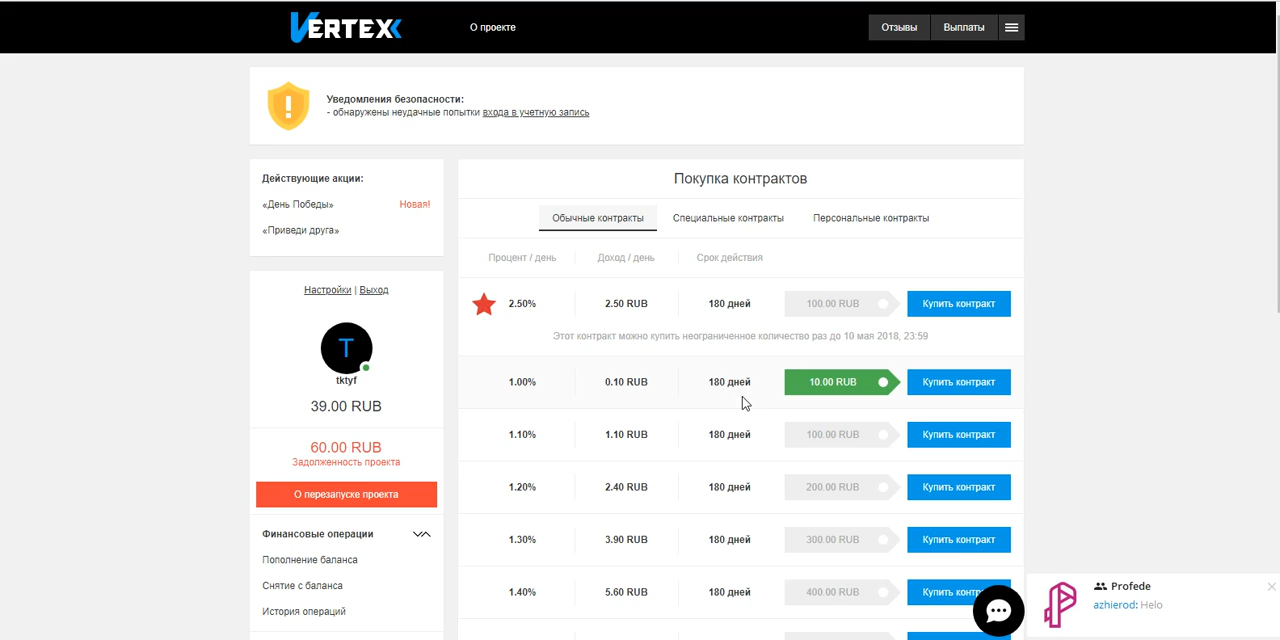 VERTEX
О проекте
Отзывы
Выплаты
Уведомления безопасности:
- обнаружены неудачные попытки входа в учетную запись
Действующие акции:
«День Победы» Новая!
«Приведи друга»
Настройки | Выход
T
tktyf
39.00 RUB
60.00 RUB
Задолженность проекта
О перезапуске проекта
Финансовые операции
Пополнение баланса
Снятие с баланса
История операций
Покупка контрактов
Обычные контракты Специальные контракты Персональные контракты
Процент / день Доход / день Срок действия
2.50% 2.50 RUB 180 дней 100.00 RUB Купить контракт
Этот контракт можно купить неограниченное количество раз до 10 мая 2018, 23:59
1.00% 0.10 RUB 180 дней 10.00 RUB Купить контракт
1.10% 1.10 RUB 180 дней 100.00 RUB Купить контракт
1.20% 2.40 RUB 180 дней 200.00 RUB Купить контракт
1.30% 3.90 RUB 180 дней 300.00 RUB Купить контракт
1.40% 5.60 RUB 180 дней 400.00 RUB Купить
Profede
azhierod: Helo